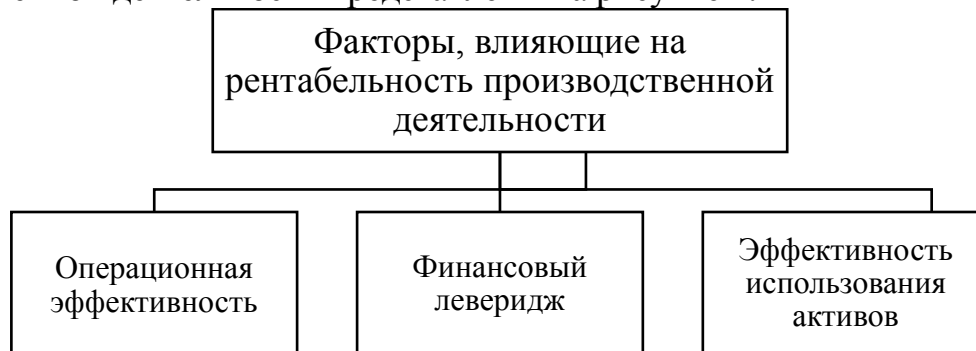 Факторы, влияющие на
рентабельность производственной
деятельности
Операционная
эффективность
Финансовый
леверидж
Эффективность
использования
активов